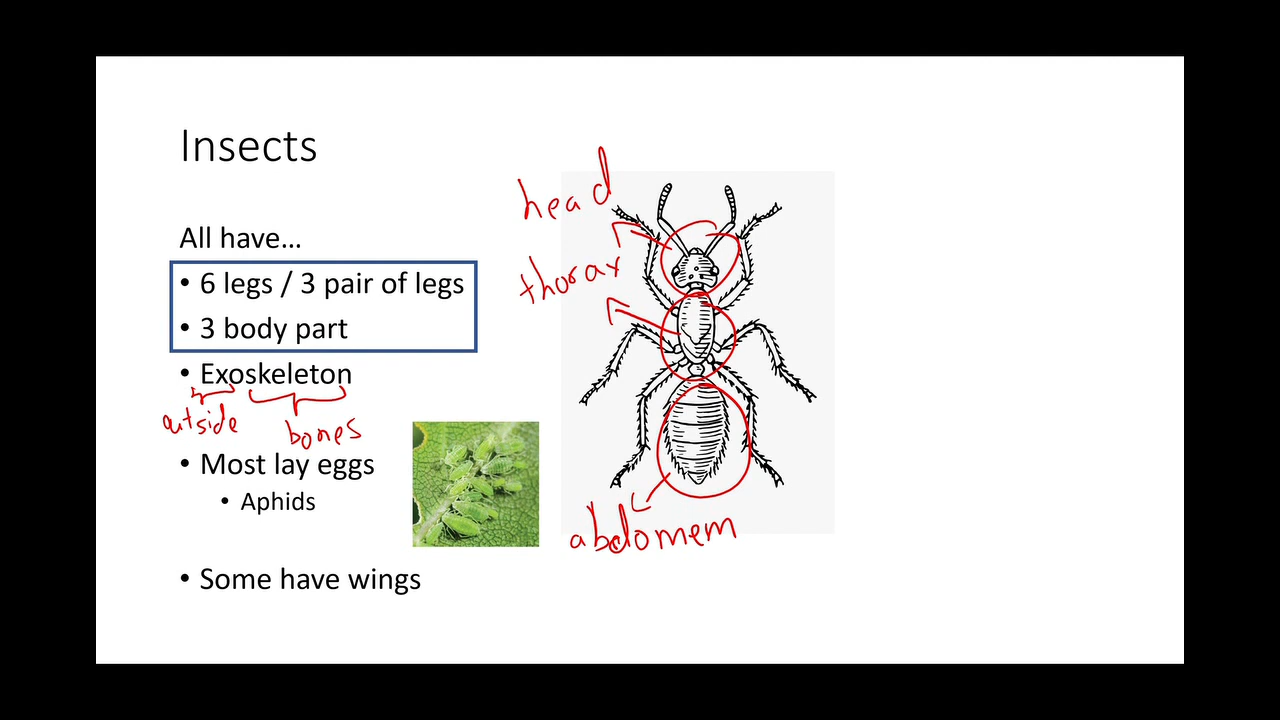 Insects
All have...
• 6 legs / 3 pair of legs
• 3 body part
• Exoskeleton
outside
bones
• Most lay eggs
• Aphids
• Some have wings
head
thorax
abdomem